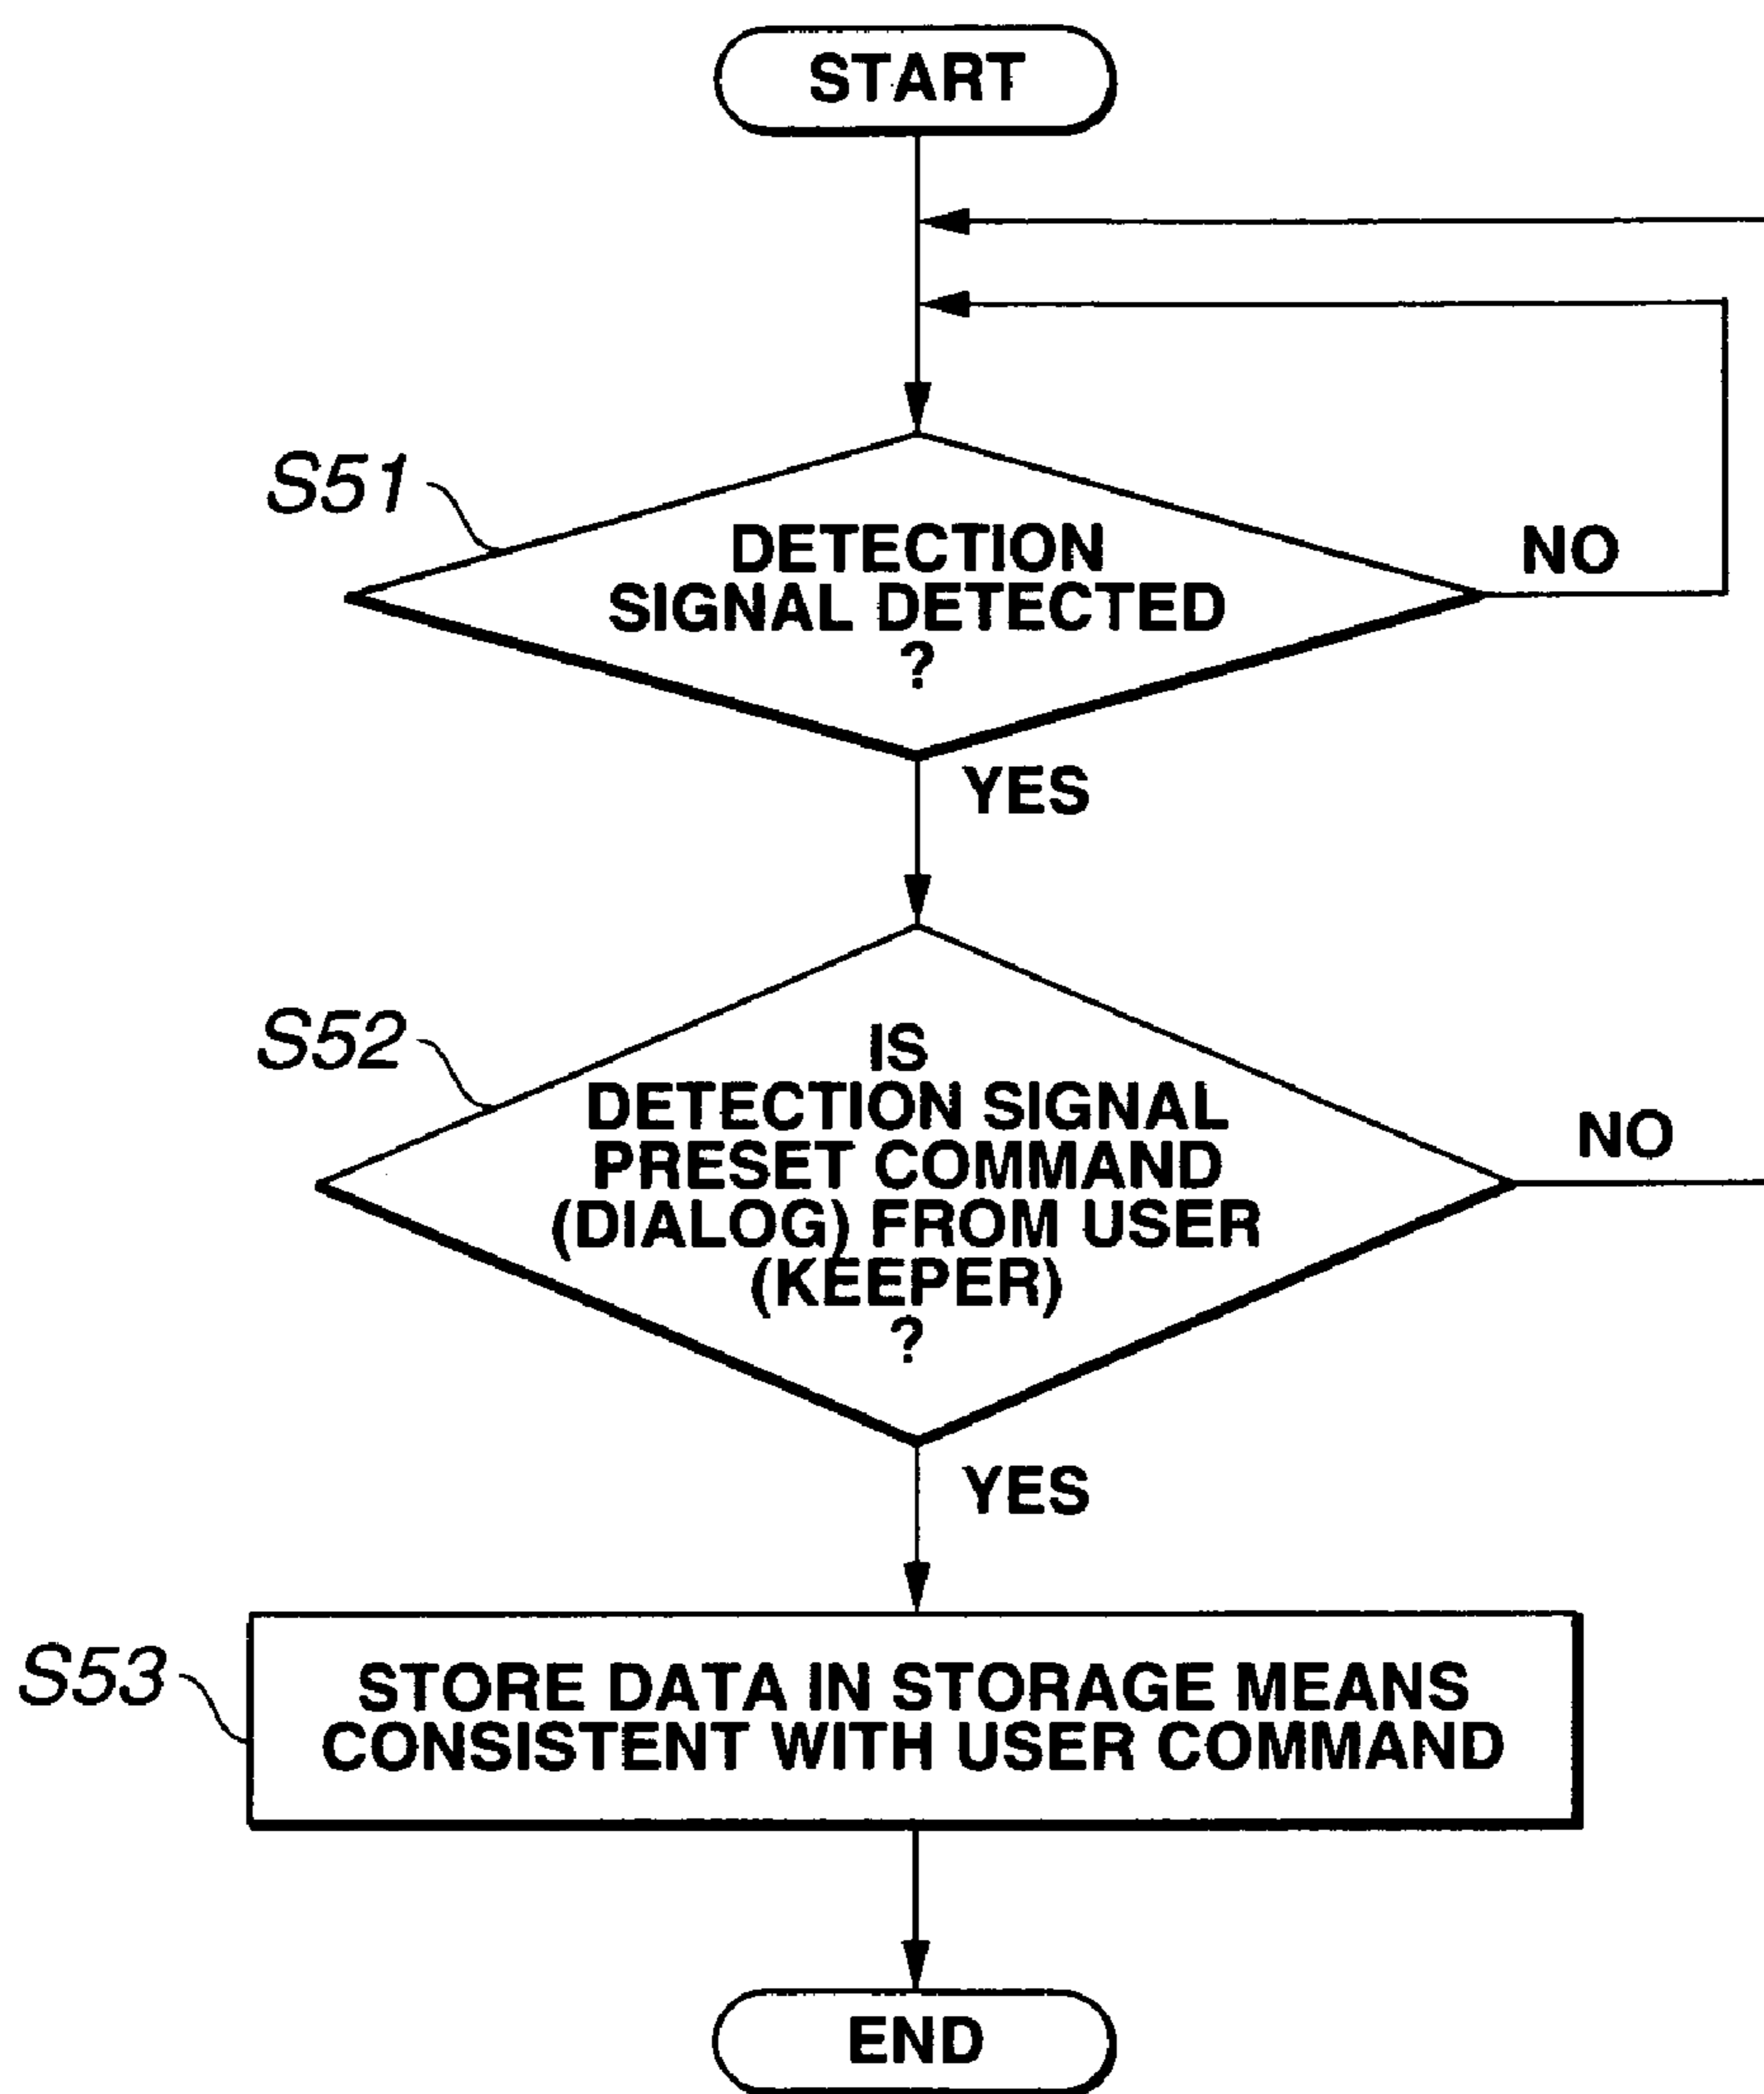 START
S51
DETECTION
SIGNAL DETECTED
?
NO
YES
S52
IS
DETECTION SIGNAL
PRESET COMMAND
(DIALOG) FROM USER
(KEEPER)
?
NO
YES
S53
STORE DATA IN STORAGE MEANS
CONSISTENT WITH USER COMMAND
END